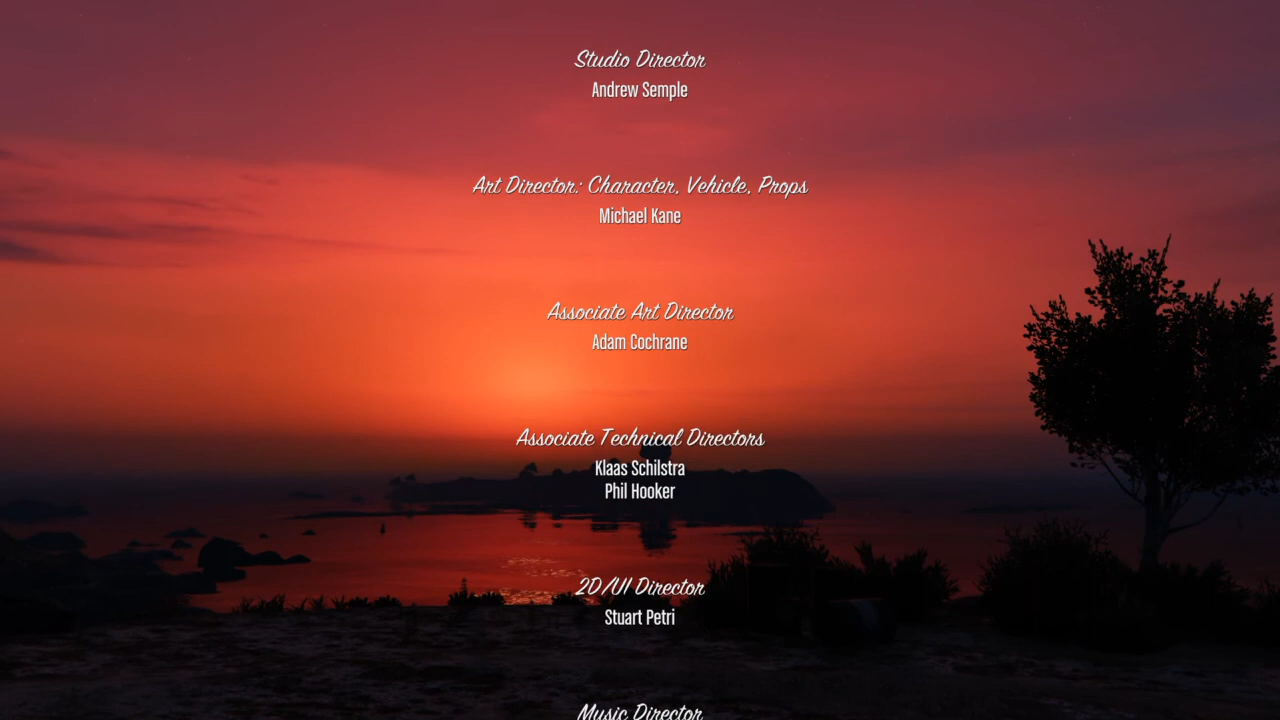 Studio Director
Andrew Semple
Art Director: Character, Vehicle, Props
Michael Kane
Associate Art Director
Adam Cochrane
Associate Technical Directors
Klaas Schilstra
Phil Hooker
2D/UI Director
Stuart Petri
Music Director